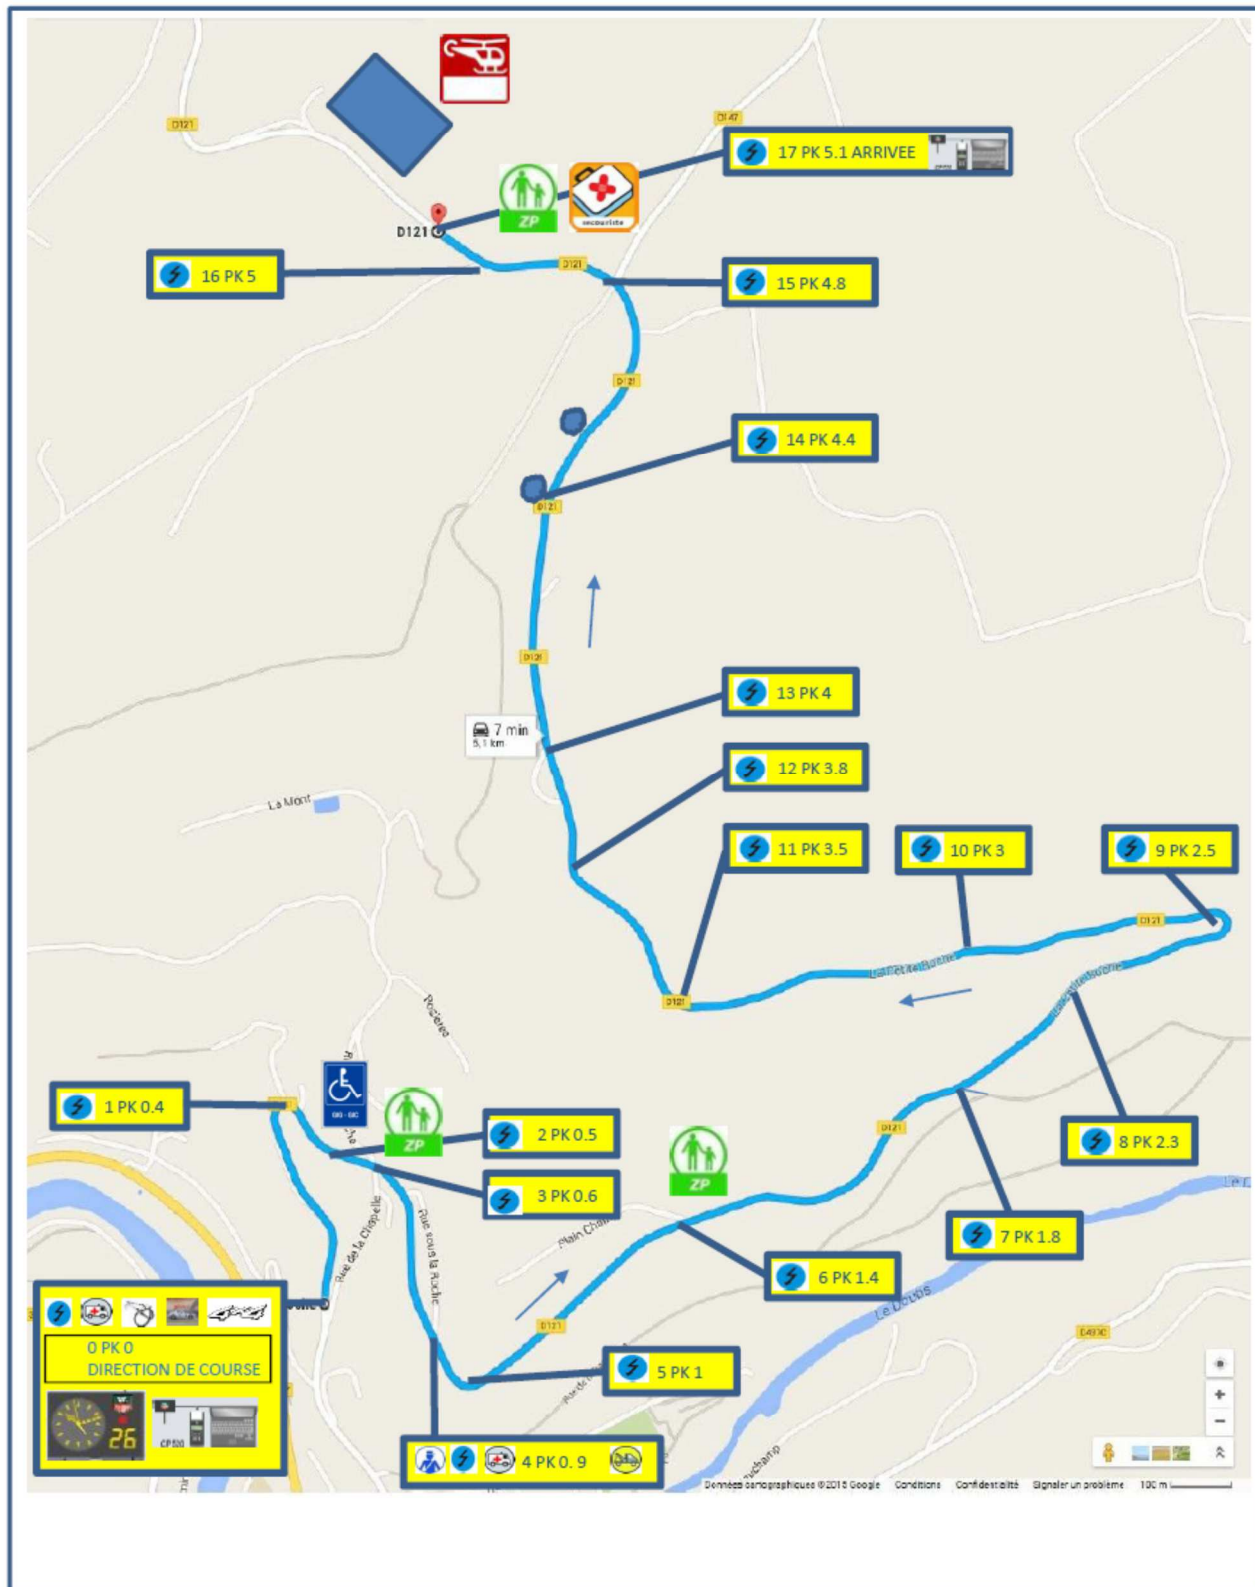 D121
D147
17 PK 5.1 ARRIVEE
ZP
secouriste
D121
D121
16 PK 5
15 PK 4.8
D121
14 PK 4.4
D121
D121
13 PK 4
7 min
5,1 km
12 PK 3.8
La Mont
11 PK 3.5
10 PK 3
9 PK 2.5
D121
La Petite Roche
D121
1 PK 0.4
ZP
2 PK 0.5
ZP
D121
8 PK 2.3
3 PK 0.6
Rue de la Chapelle
Rue sous la Roche
7 PK 1.8
6 PK 1.4
Le Doubs
0 PK 0
DIRECTION DE COURSE
26
CP520
D121
5 PK 1
4 PK 0. 9
Données cartographiques ©2015 Google Conditions Confidentialité Signaler un problème 100 m